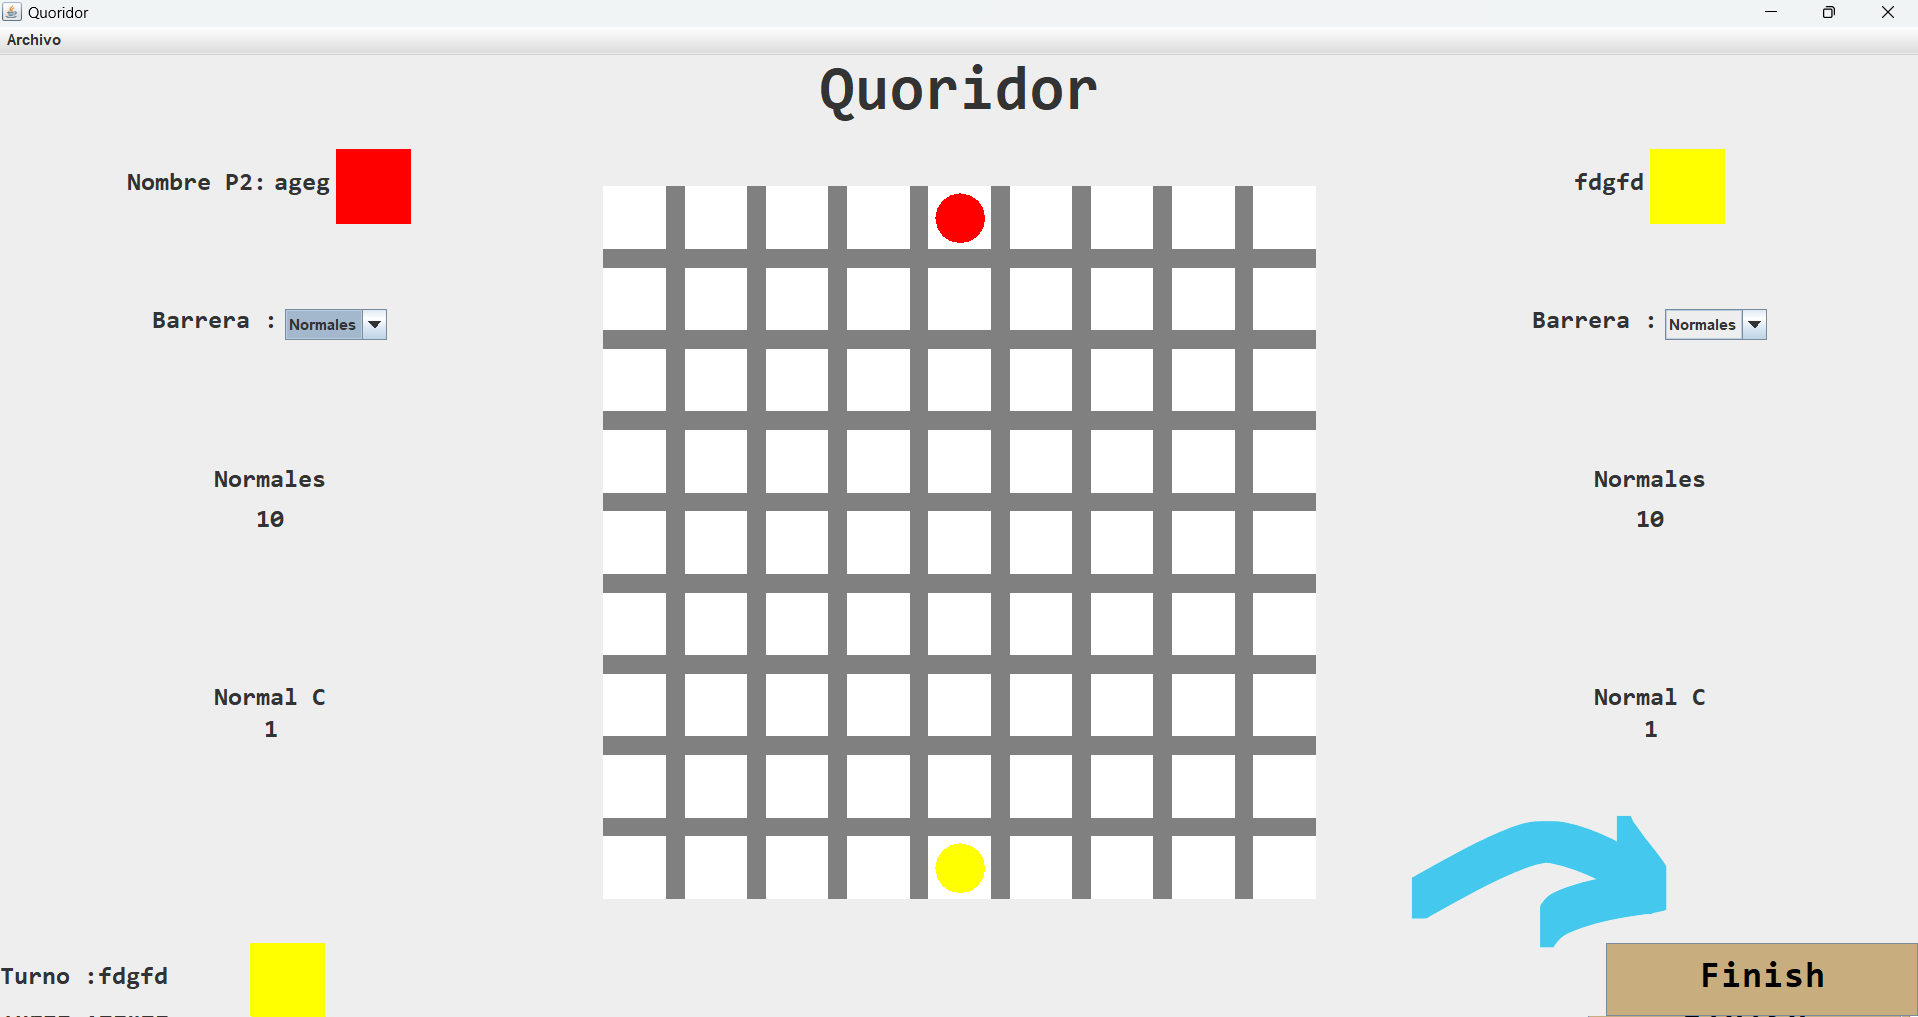 Quoridor
Archivo
Quoridor
Nombre P2: ageg
fdgfd
Barrera : Normales
Barrera : Normales
Normales
10
Normales
10
Normal C
1
Normal C
1
Turno :fdgfd
Finish